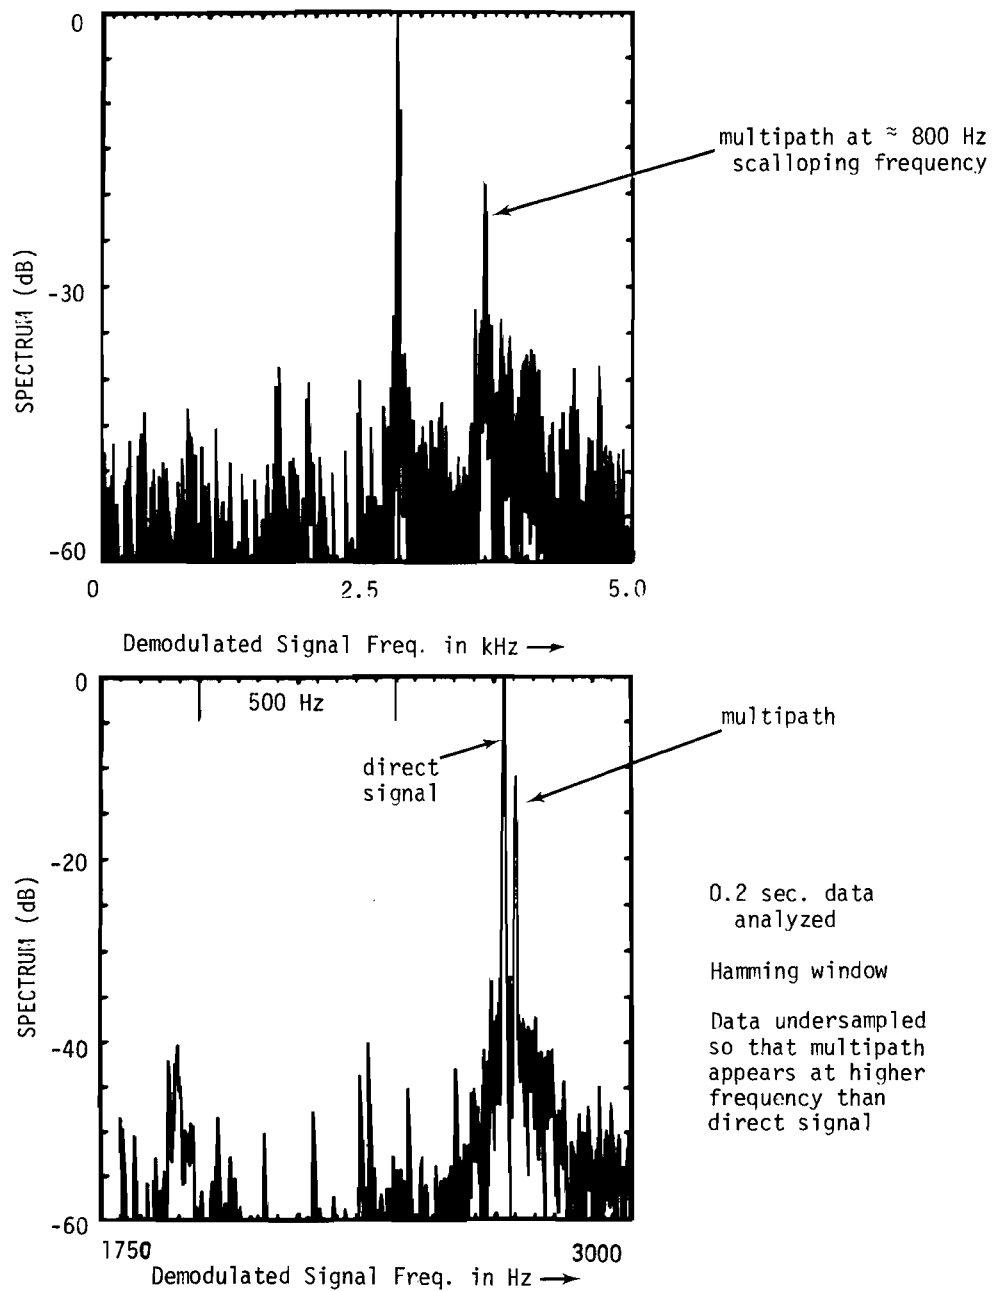 0
-30
-60
SPECTRUM (dB)
0
2.5
5.0
Demodulated Signal Freq. in kHz
multipath at ≈ 800 Hz
scalloping frequency
0
-20
-40
-60
SPECTRUM (dB)
500 Hz
direct
signal
multipath
0.2 sec. data
analyzed
Hamming window
Data undersampled
so that multipath
appears at higher
frequency than
direct signal
1750
3000
Demodulated Signal Freq. in Hz